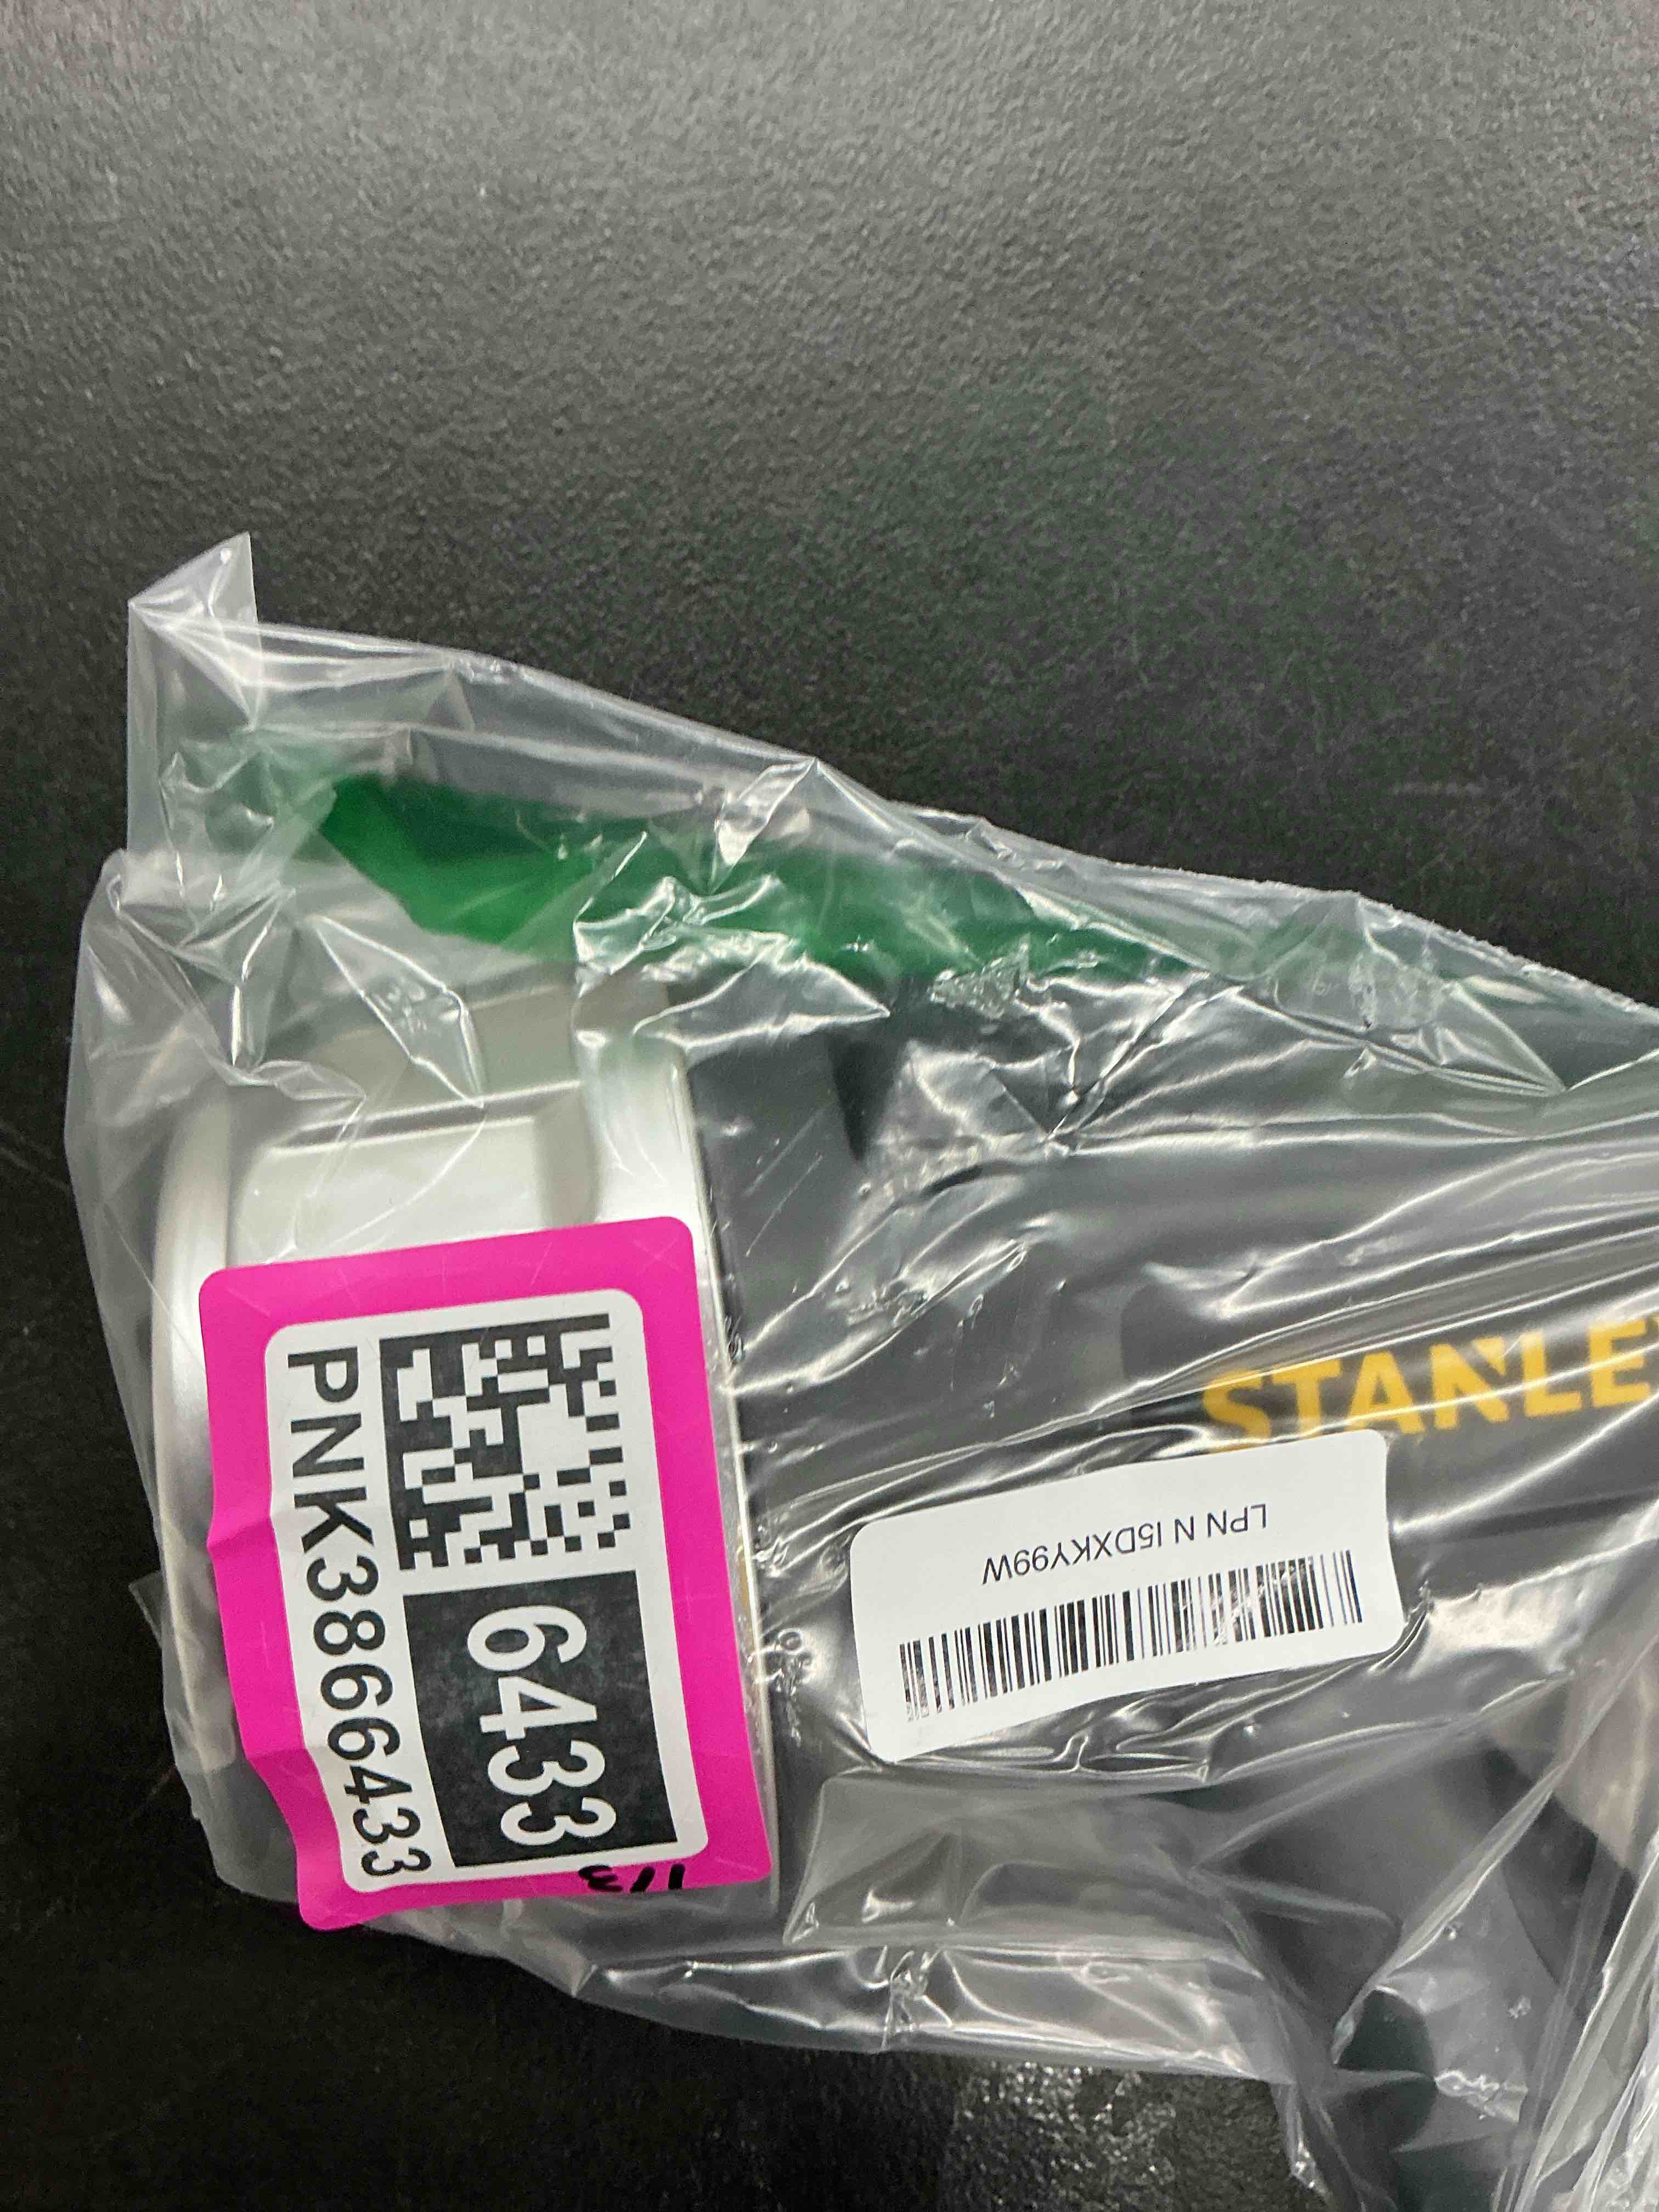 STANLEY
LPN N I5DXKY99W
PNK3866433
6433
1/3